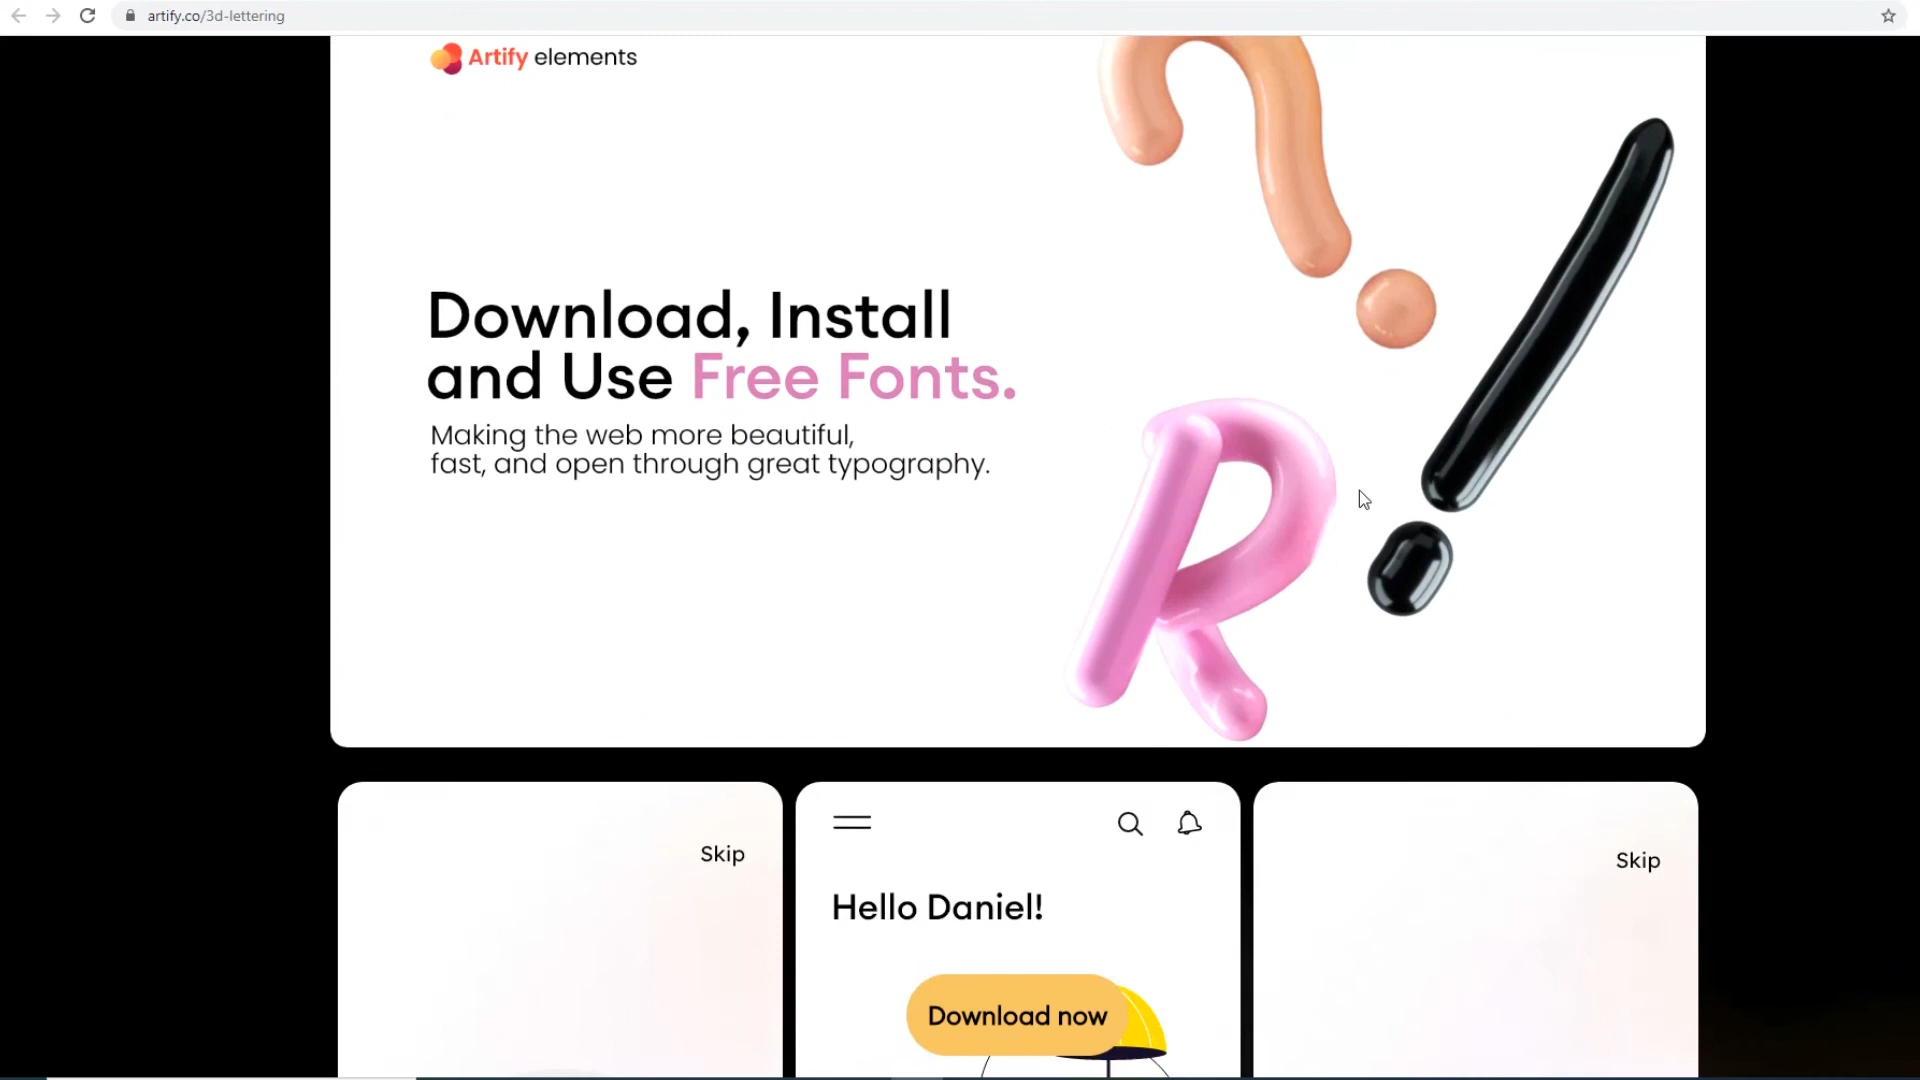 artify.co/3d-lettering
Artify elements
Download, Install
and Use Free Fonts.
Making the web more beautiful,
fast, and open through great typography.
?
!
R
Skip
Hello Daniel!
Download now
Skip